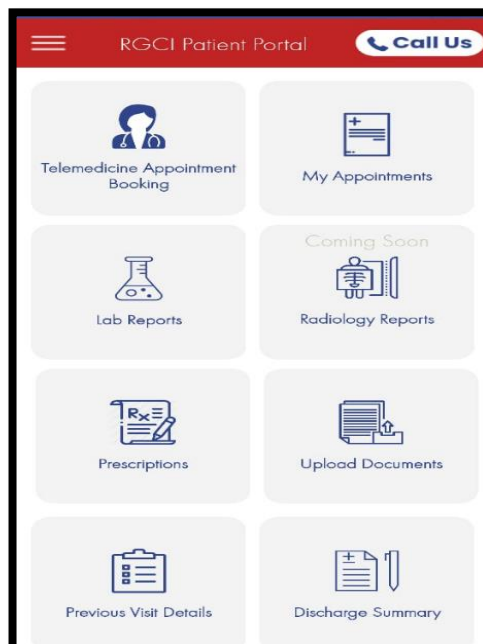 RGCI Patient Portal
Call Us
Telemedicine Appointment
Booking
My Appointments
Lab Reports
Coming Soon
Radiology Reports
Rx
Prescriptions
Upload Documents
Previous Visit Details
Discharge Summary